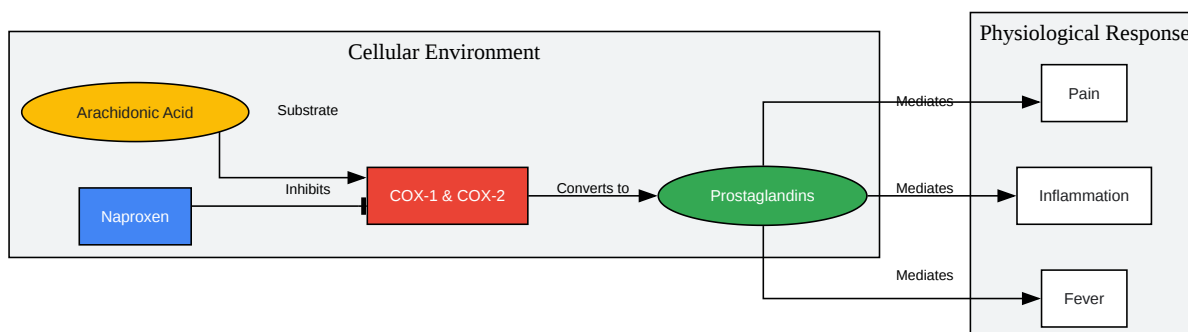 Cellular Environment
Physiological Response
Arachidonic Acid
Substrate
Naproxen
Inhibits
COX-1 & COX-2
Converts to
Prostaglandins
Mediates
Pain
Mediates
Inflammation
Mediates
Fever